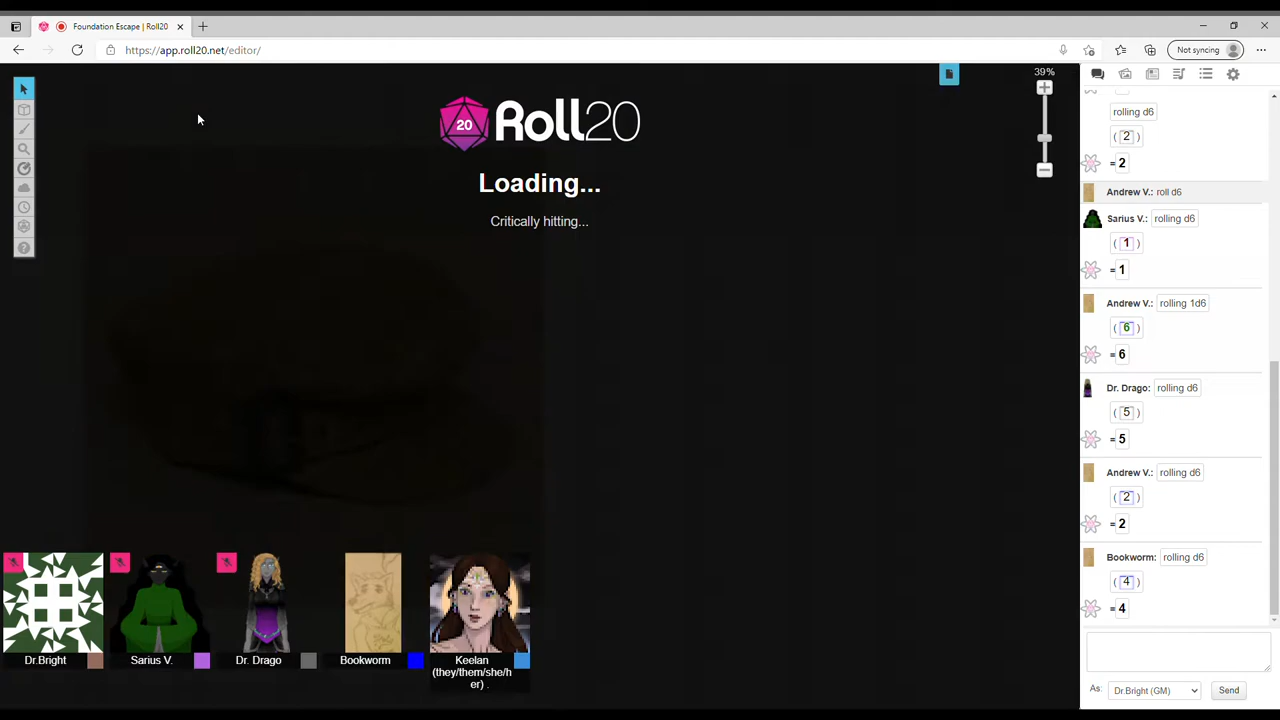 Foundation Escape | Roll20
https://app.roll20.net/editor/
Not syncing
39%
20
Roll20
Loading...
Critically hitting...
Dr.Bright
Sarius V.
Dr. Drago
Bookworm
Keelan
(they/them/she/h
er) .
rolling d6
( 2 )
= 2
Andrew V.: roll d6
Sarius V.: rolling d6
( 1 )
= 1
Andrew V.: rolling 1d6
( 6 )
= 6
Dr. Drago: rolling d6
( 5 )
= 5
Andrew V.: rolling d6
( 2 )
= 2
Bookworm: rolling d6
( 4 )
= 4
As: Dr.Bright (GM) Send